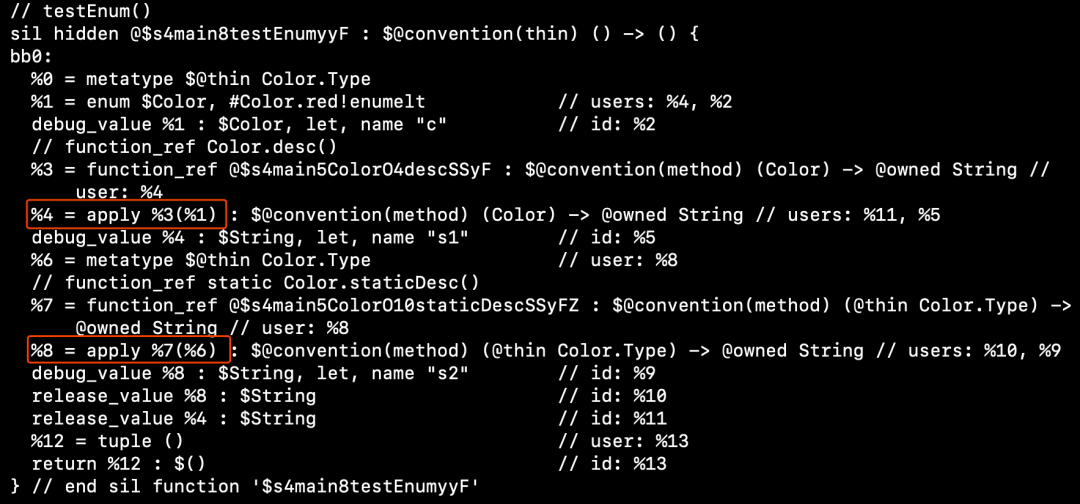 // testEnum()
sil hidden @$s4main8testEnumyyF : $@convention(thin) () -> () {
bb0:
  %0 = metatype $@thin Color.Type
  %1 = enum $Color, #Color.red!enumelt            // users: %4, %2
  debug_value %1 : $Color, let, name "c"          // id: %2
  // function_ref Color.desc()
  %3 = function_ref @$s4main5ColorO4descSSyF : $@convention(method) (Color) -> @owned String //
      user: %4
  %4 = apply %3(%1) : $@convention(method) (Color) -> @owned String // users: %11, %5
  debug_value %4 : $String, let, name "s1"        // id: %5
  %6 = metatype $@thin Color.Type                 // user: %8
  // function_ref static Color.staticDesc()
  %7 = function_ref @$s4main5ColorO10staticDescSSyFZ : $@convention(method) (@thin Color.Type) ->
      @owned String // user: %8
  %8 = apply %7(%6) : $@convention(method) (@thin Color.Type) -> @owned String // users: %10, %9
  debug_value %8 : $String, let, name "s2"        // id: %9
  release_value %8 : $String                      // id: %10
  release_value %4 : $String                      // id: %11
  %12 = tuple ()                                  // user: %13
  return %12 : $()                                // id: %13
} // end sil function '$s4main8testEnumyyF'